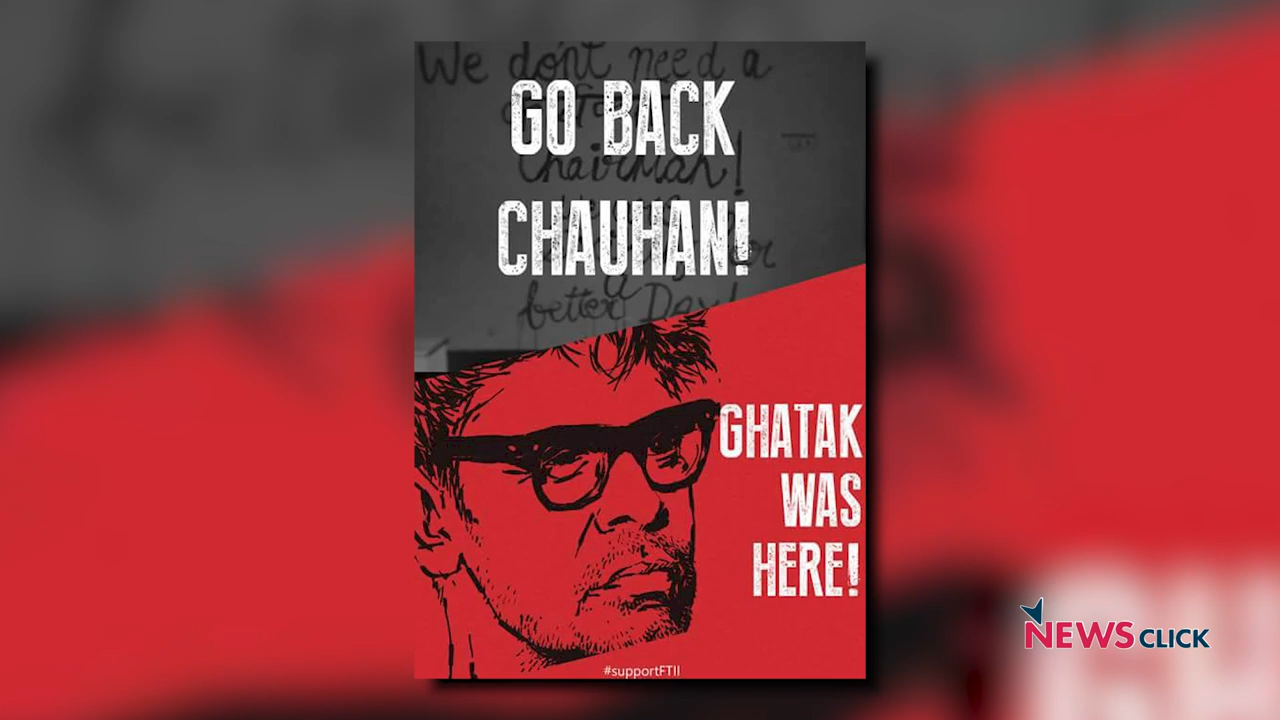 We don't need a
GO BACK
Chairman!
CHAUHAN!
a
better Day!
GHATAK
WAS
HERE!
#supportFTII
NEWSCLICK